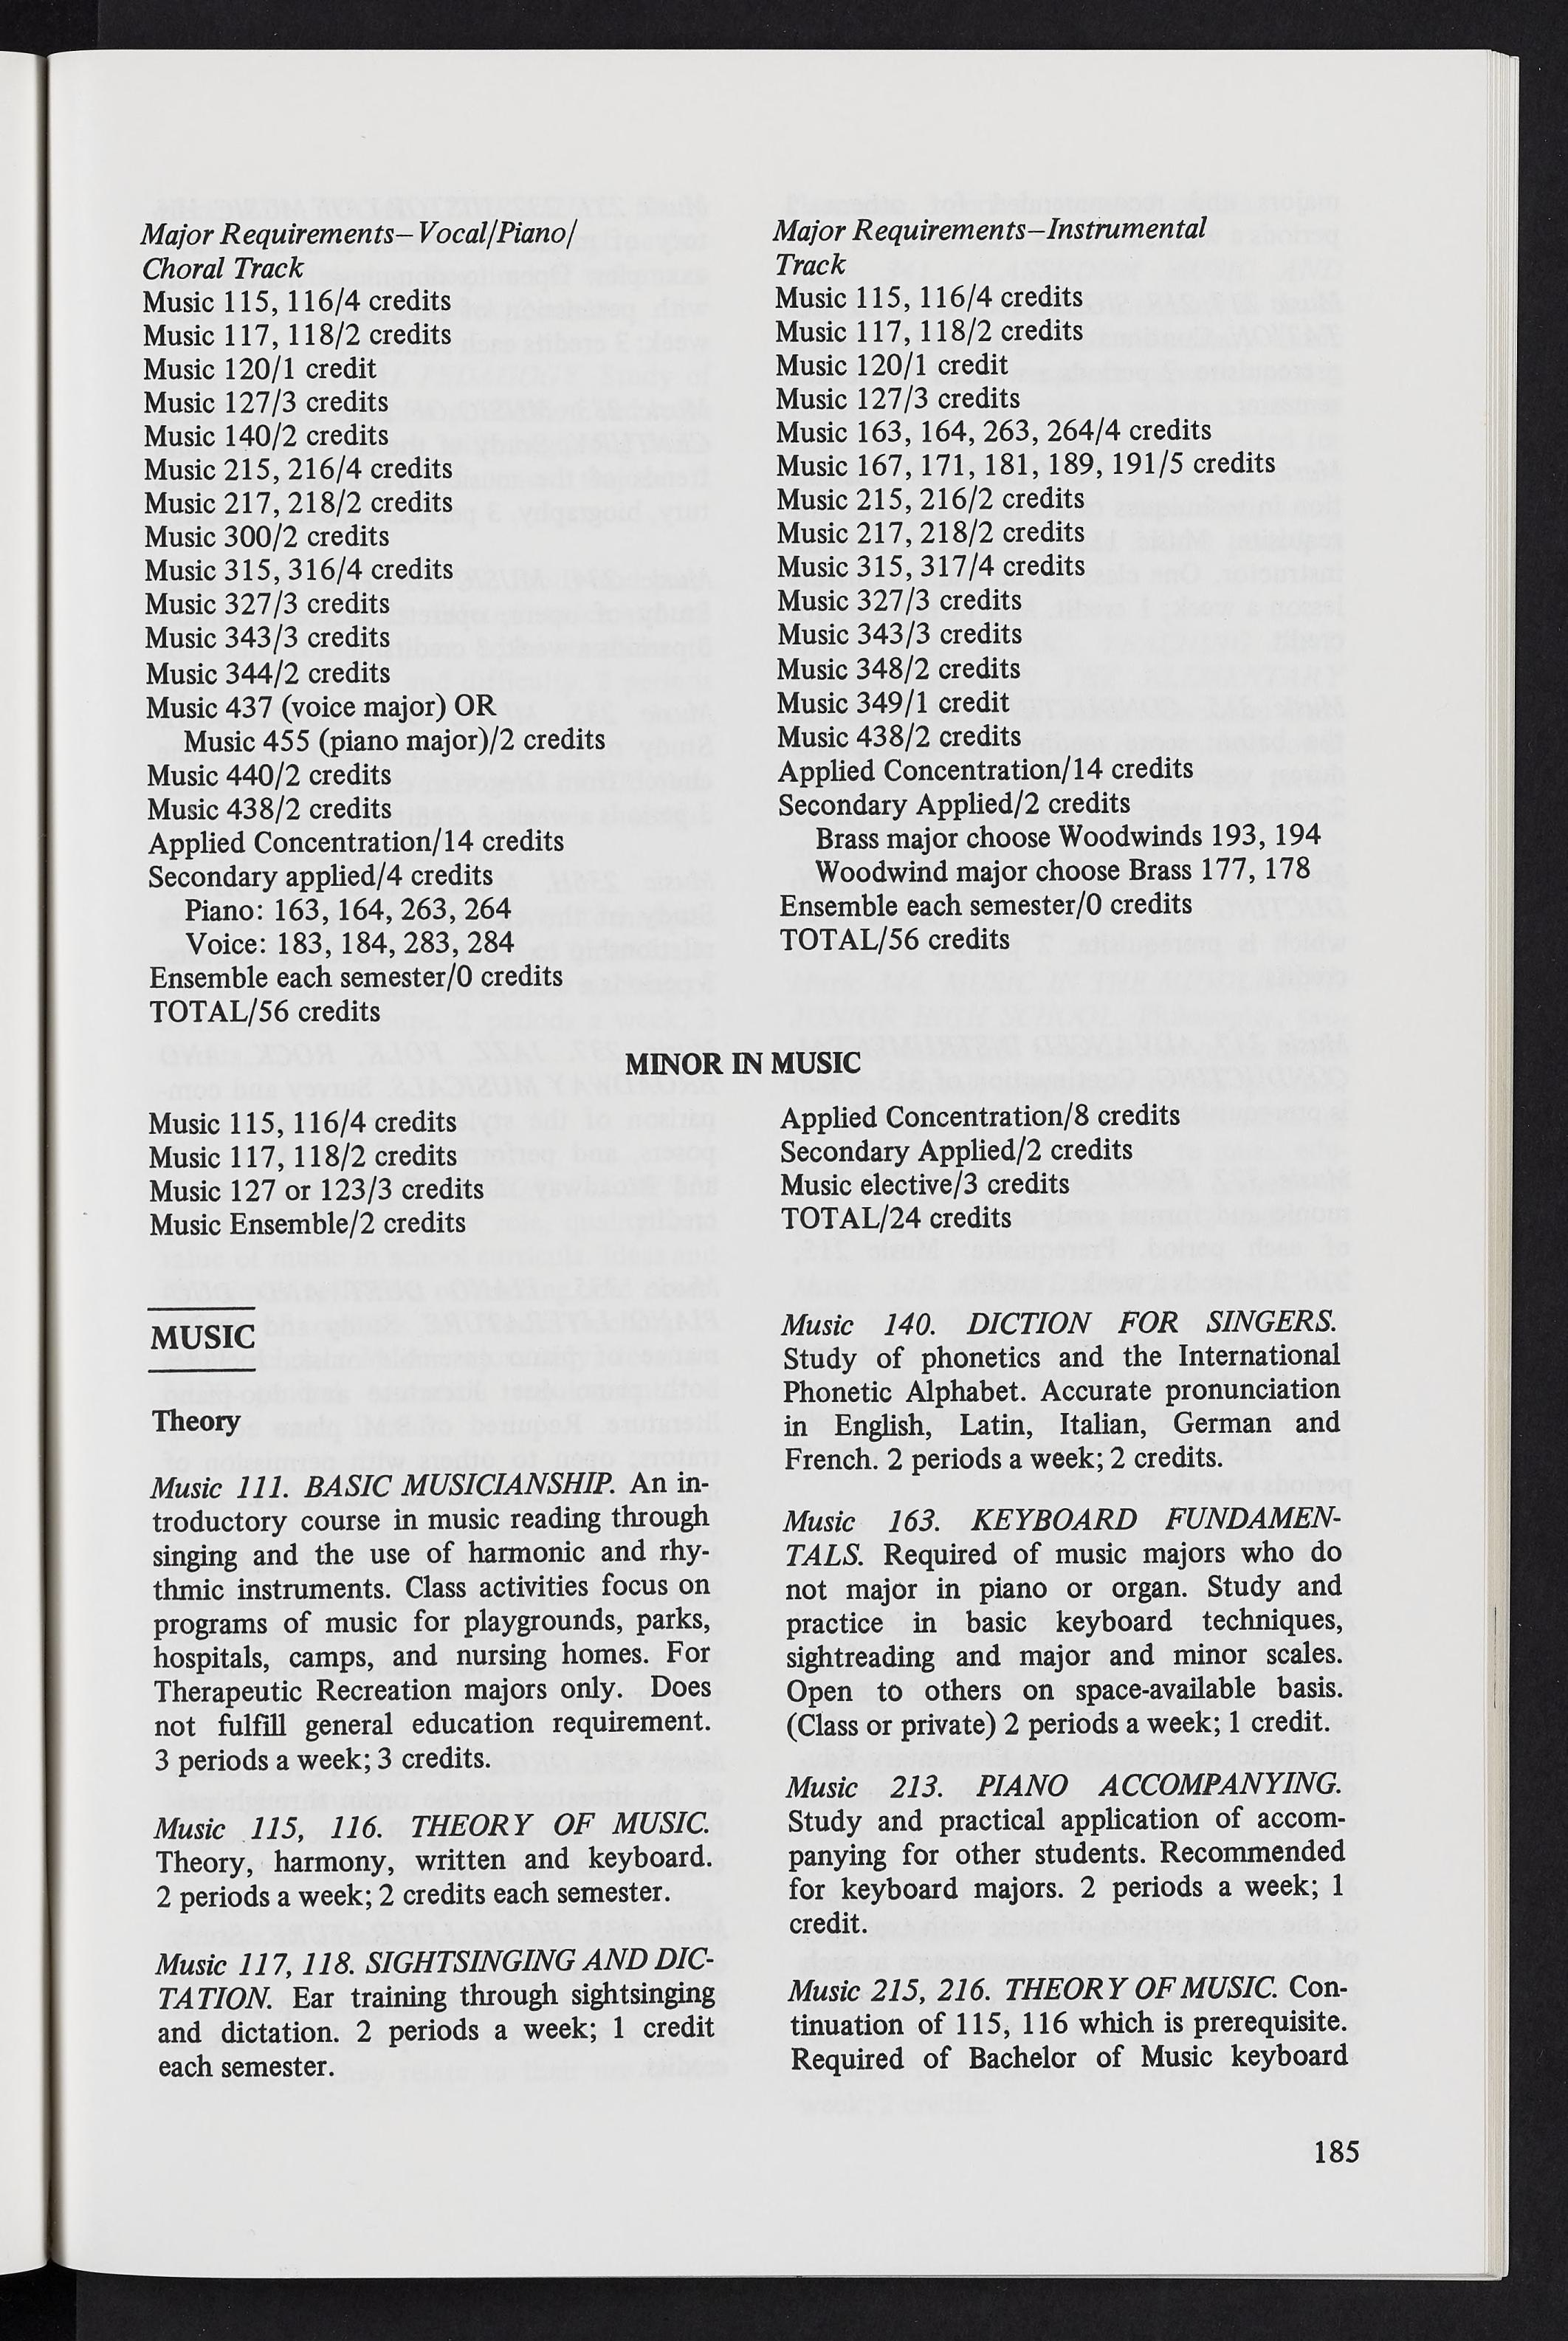 Major Requirements–Vocal/Piano/
Choral Track
Music 115, 116/4 credits
Music 117, 118/2 credits
Music 120/1 credit
Music 127/3 credits
Music 140/2 credits
Music 215, 216/4 credits
Music 217, 218/2 credits
Music 300/2 credits
Music 315, 316/4 credits
Music 327/3 credits
Music 343/3 credits
Music 344/2 credits
Music 437 (voice major) OR
Music 455 (piano major)/2 credits
Music 440/2 credits
Music 438/2 credits
Applied Concentration/14 credits
Secondary applied/4 credits
Piano: 163, 164, 263, 264
Voice: 183, 184, 283, 284
Ensemble each semester/0 credits
TOTAL/56 credits
Major Requirements–Instrumental
Track
Music 115, 116/4 credits
Music 117, 118/2 credits
Music 120/1 credit
Music 127/3 credits
Music 163, 164, 263, 264/4 credits
Music 167, 171, 181, 189, 191/5 credits
Music 215, 216/2 credits
Music 217, 218/2 credits
Music 315, 317/4 credits
Music 327/3 credits
Music 343/3 credits
Music 348/2 credits
Music 349/1 credit
Music 438/2 credits
Applied Concentration/14 credits
Secondary Applied/2 credits
Brass major choose Woodwinds 193, 194
Woodwind major choose Brass 177, 178
Ensemble each semester/0 credits
TOTAL/56 credits
MINOR IN MUSIC
Music 115, 116/4 credits
Music 117, 118/2 credits
Music 127 or 123/3 credits
Music Ensemble/2 credits
Applied Concentration/8 credits
Secondary Applied/2 credits
Music elective/3 credits
TOTAL/24 credits
MUSIC
Theory
Music 111. BASIC MUSICIANSHIP. An in-
troductory course in music reading through
singing and the use of harmonic and rhy-
thmic instruments. Class activities focus on
programs of music for playgrounds, parks,
hospitals, camps, and nursing homes. For
Therapeutic Recreation majors only. Does
not fulfill general education requirement.
3 periods a week; 3 credits.
Music 115, 116. THEORY OF MUSIC.
Theory, harmony, written and keyboard.
2 periods a week; 2 credits each semester.
Music 117, 118. SIGHTSINGING AND DIC-
TATION. Ear training through sightsinging
and dictation. 2 periods a week; 1 credit
each semester.
Music 140. DICTION FOR SINGERS.
Study of phonetics and the International
Phonetic Alphabet. Accurate pronunciation
in English, Latin, Italian, German and
French. 2 periods a week; 2 credits.
Music 163. KEYBOARD FUNDAMEN-
TALS. Required of music majors who do
not major in piano or organ. Study and
practice in basic keyboard techniques,
sightreading and major and minor scales.
Open to others on space-available basis.
(Class or private) 2 periods a week; 1 credit.
Music 213. PIANO ACCOMPANYING.
Study and practical application of accom-
panying for other students. Recommended
for keyboard majors. 2 periods a week; 1
credit.
Music 215, 216. THEORY OF MUSIC. Con-
tinuation of 115, 116 which is prerequisite.
Required of Bachelor of Music keyboard
185